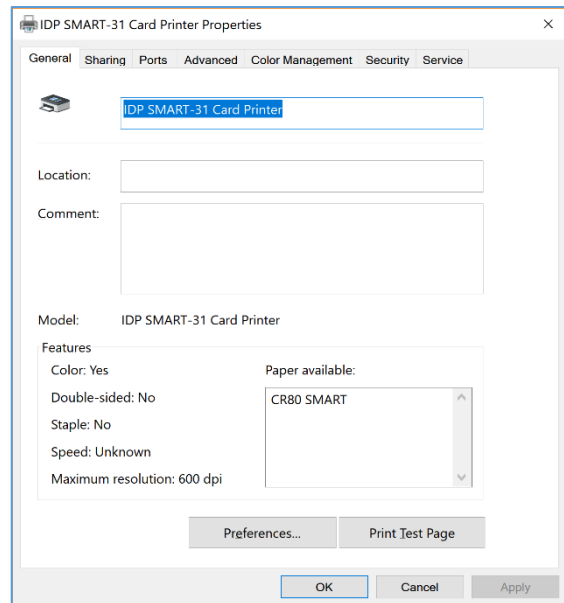 IDP SMART-31 Card Printer Properties
General Sharing Ports Advanced Color Management Security Service
IDP SMART-31 Card Printer
Location:
Comment:
Model: IDP SMART-31 Card Printer
Features
Color: Yes Paper available:
Double-sided: No CR80 SMART
Staple: No
Speed: Unknown
Maximum resolution: 600 dpi
Preferences... Print Test Page
OK Cancel Apply